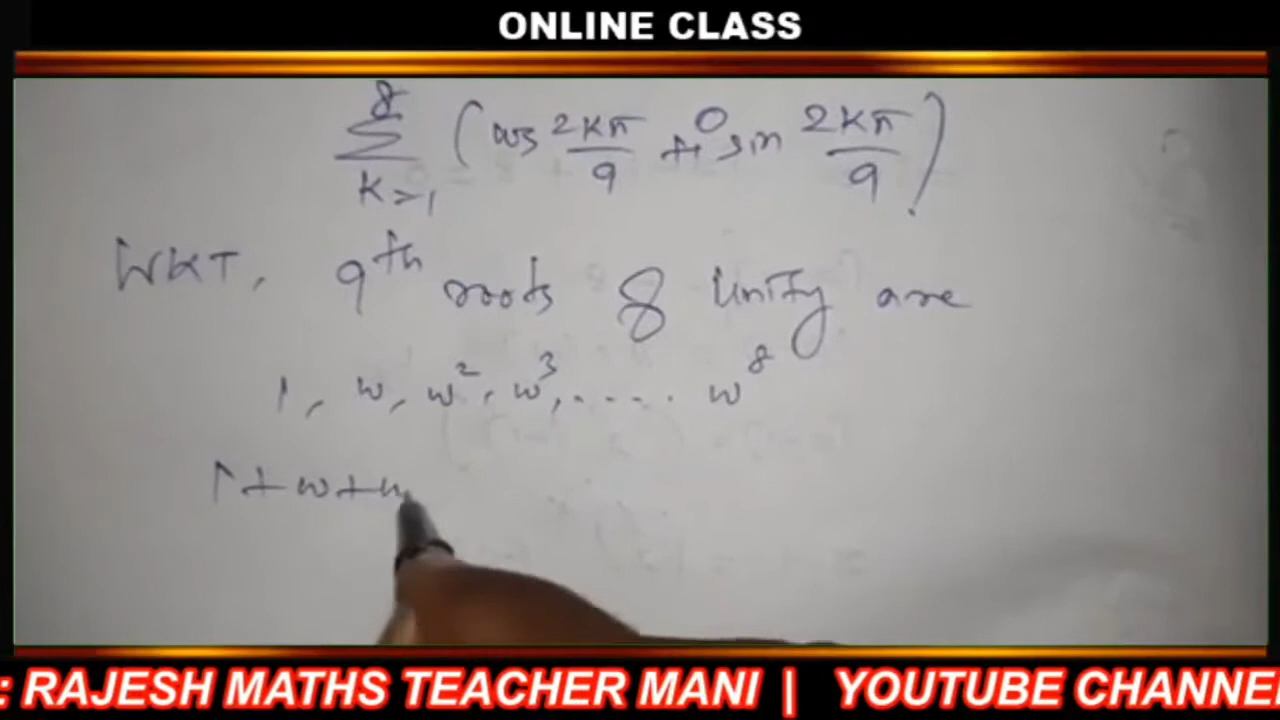 ONLINE CLASS
8
∑ (cos 2Kπ/9 + i sin 2Kπ/9)
K=1
WKT, 9th roots of Unity are
1, w, w², w³, .... w⁸
1+w+w
: RAJESH MATHS TEACHER MANI | YOUTUBE CHANNE